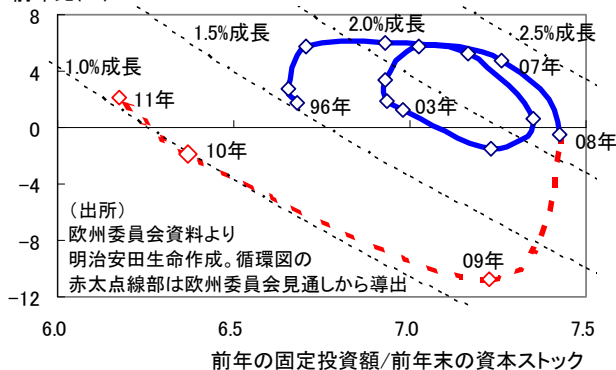 1.5%成長
2.0%成長
2.5%成長
8
4
0
-4
-8
-12
1.0%成長
07年
11年
96年
03年
08年
10年
09年
（出所）
欧州委員会資料より
明治安田生命作成。循環図の
赤太点線部は欧州委員会見通しから導出
6.0
6.5
7.0
7.5
前年の固定投資額/前年末の資本ストック